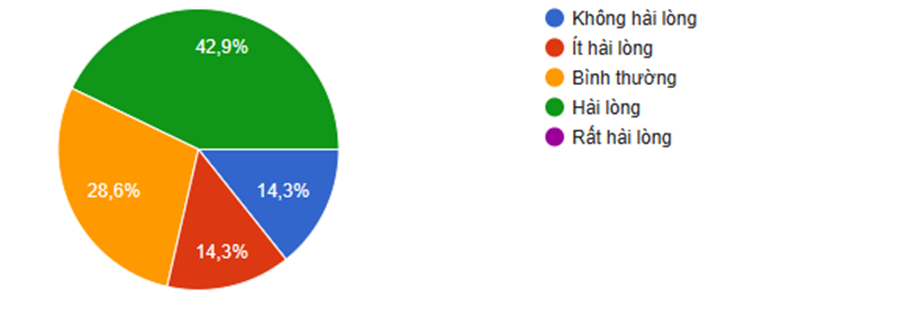 42,9%
28,6%
14,3%
14,3%
Không hài lòng
Ít hài lòng
Bình thường
Hài lòng
Rất hài lòng